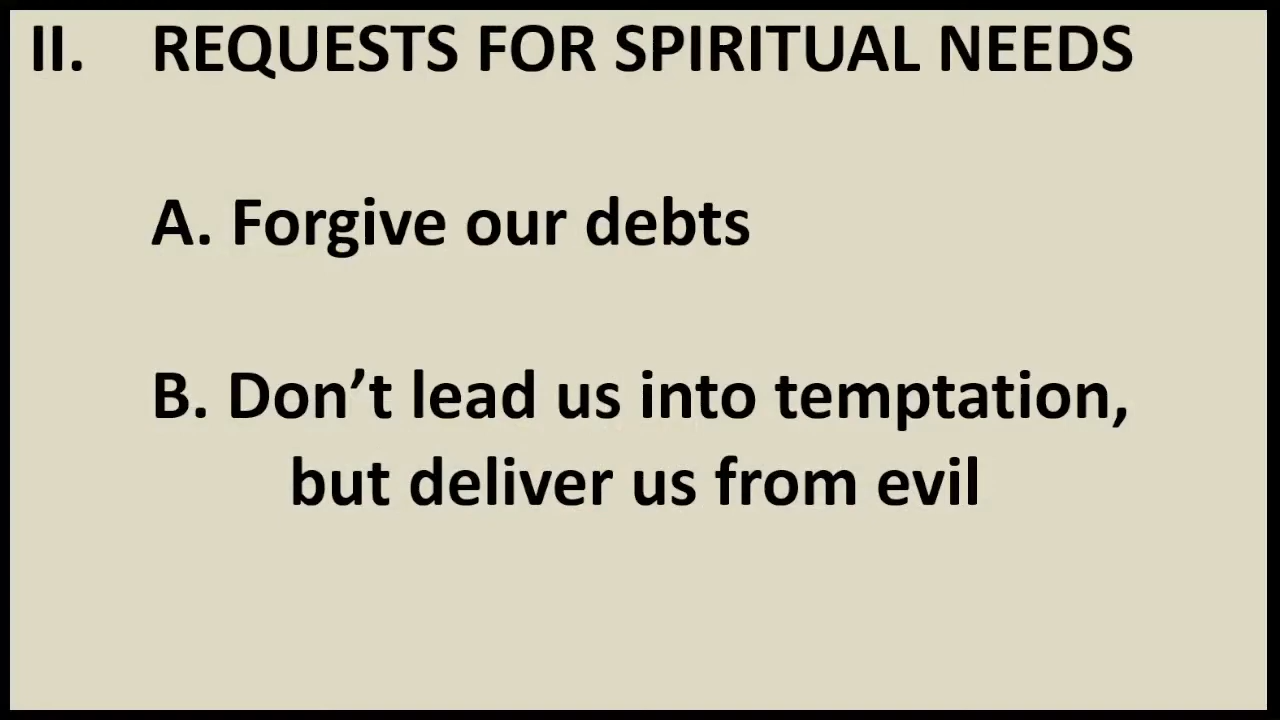 II. REQUESTS FOR SPIRITUAL NEEDS
A. Forgive our debts
B. Don’t lead us into temptation,
but deliver us from evil